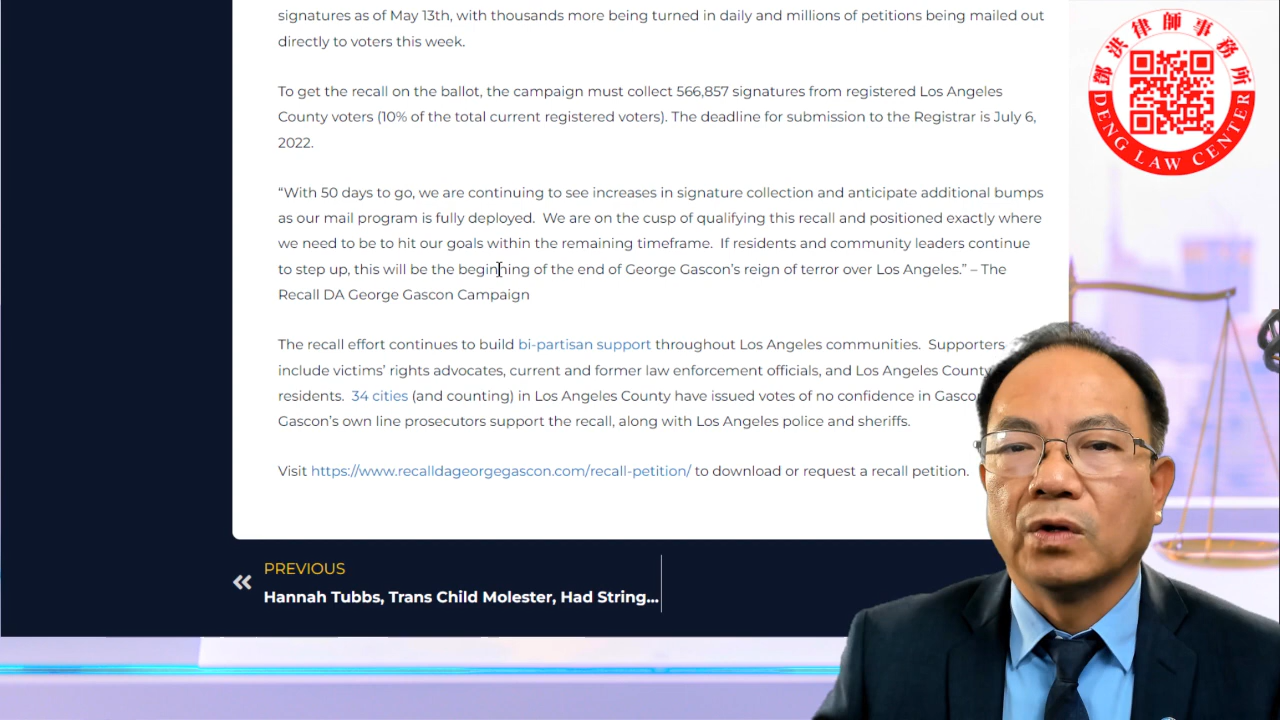 signatures as of May 13th, with thousands more being turned in daily and millions of petitions being mailed out
directly to voters this week.
To get the recall on the ballot, the campaign must collect 566,857 signatures from registered Los Angeles
County voters (10% of the total current registered voters). The deadline for submission to the Registrar is July 6,
2022.
“With 50 days to go, we are continuing to see increases in signature collection and anticipate additional bumps
as our mail program is fully deployed. We are on the cusp of qualifying this recall and positioned exactly where
we need to be to hit our goals within the remaining timeframe. If residents and community leaders continue
to step up, this will be the beginning of the end of George Gascon’s reign of terror over Los Angeles.” – The
Recall DA George Gascon Campaign
The recall effort continues to build bi-partisan support throughout Los Angeles communities. Supporters
include victims’ rights advocates, current and former law enforcement officials, and Los Angeles County
residents. 34 cities (and counting) in Los Angeles County have issued votes of no confidence in Gasco
Gascon’s own line prosecutors support the recall, along with Los Angeles police and sheriffs.
Visit https://www.recalldageorgegascon.com/recall-petition/ to download or request a recall petition.
PREVIOUS
Hannah Tubbs, Trans Child Molester, Had String...
鄧洪律師事務所
DENG LAW CENTER